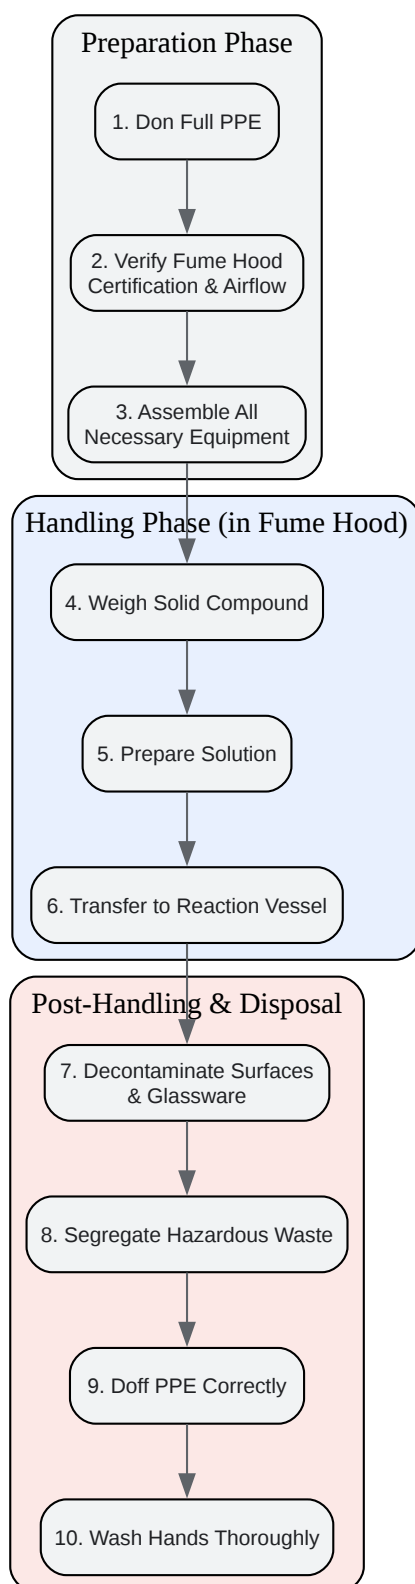 Preparation Phase
1. Don Full PPE
2. Verify Fume Hood
Certification & Airflow
3. Assemble All
Necessary Equipment
Handling Phase (in Fume Hood)
4. Weigh Solid Compound
5. Prepare Solution
6. Transfer to Reaction Vessel
Post-Handling & Disposal
7. Decontaminate Surfaces
& Glassware
8. Segregate Hazardous Waste
9. Doff PPE Correctly
10. Wash Hands Thoroughly